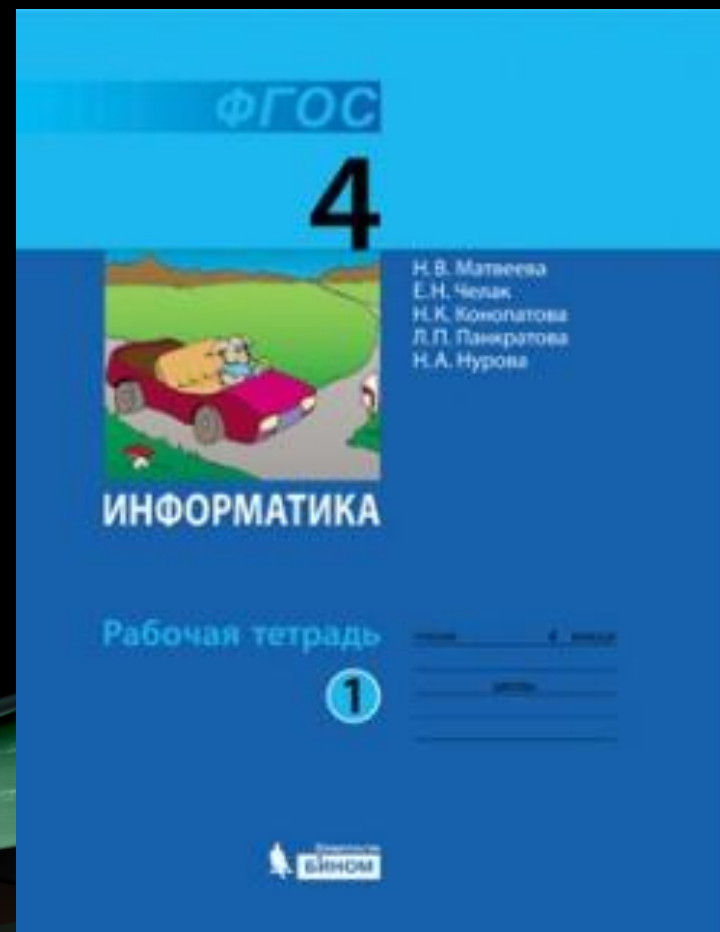 ФГОС
4
Н. В. Матвеева
Е. Н. Челак
Н. К. Конопатова
Л. П. Панкратова
Н. А. Нурова
ИНФОРМАТИКА
Рабочая тетрадь
1
БИНОМ